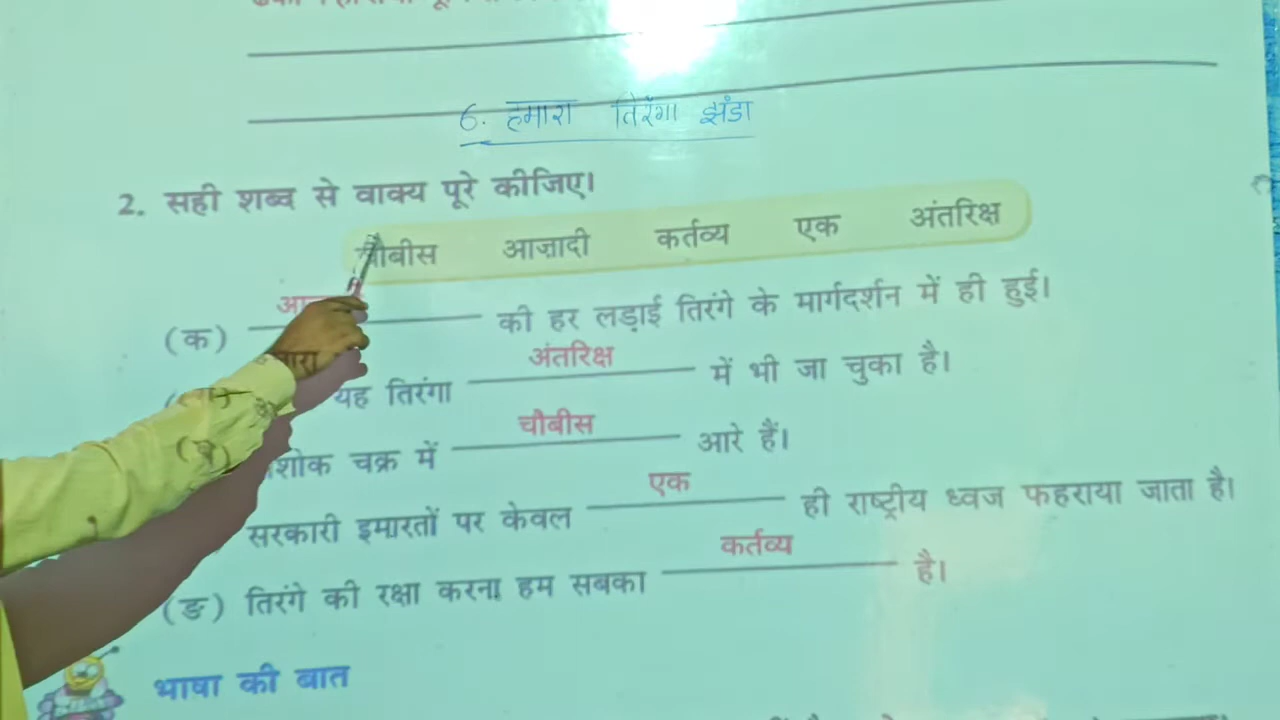 6. हमारा तिरंगा झंडा
2. सही शब्द से वाक्य पूरे कीजिए।
चौबीस आज़ादी कर्तव्य एक अंतरिक्ष
(क) की हर लड़ाई तिरंगे के मार्गदर्शन में ही हुई।
यह तिरंगा अंतरिक्ष में भी जा चुका है।
अशोक चक्र में चौबीस आरे हैं।
सरकारी इमारतों पर केवल एक ही राष्ट्रीय ध्वज फहराया जाता है।
(ङ) तिरंगे की रक्षा करना हम सबका कर्तव्य है।
भाषा की बात